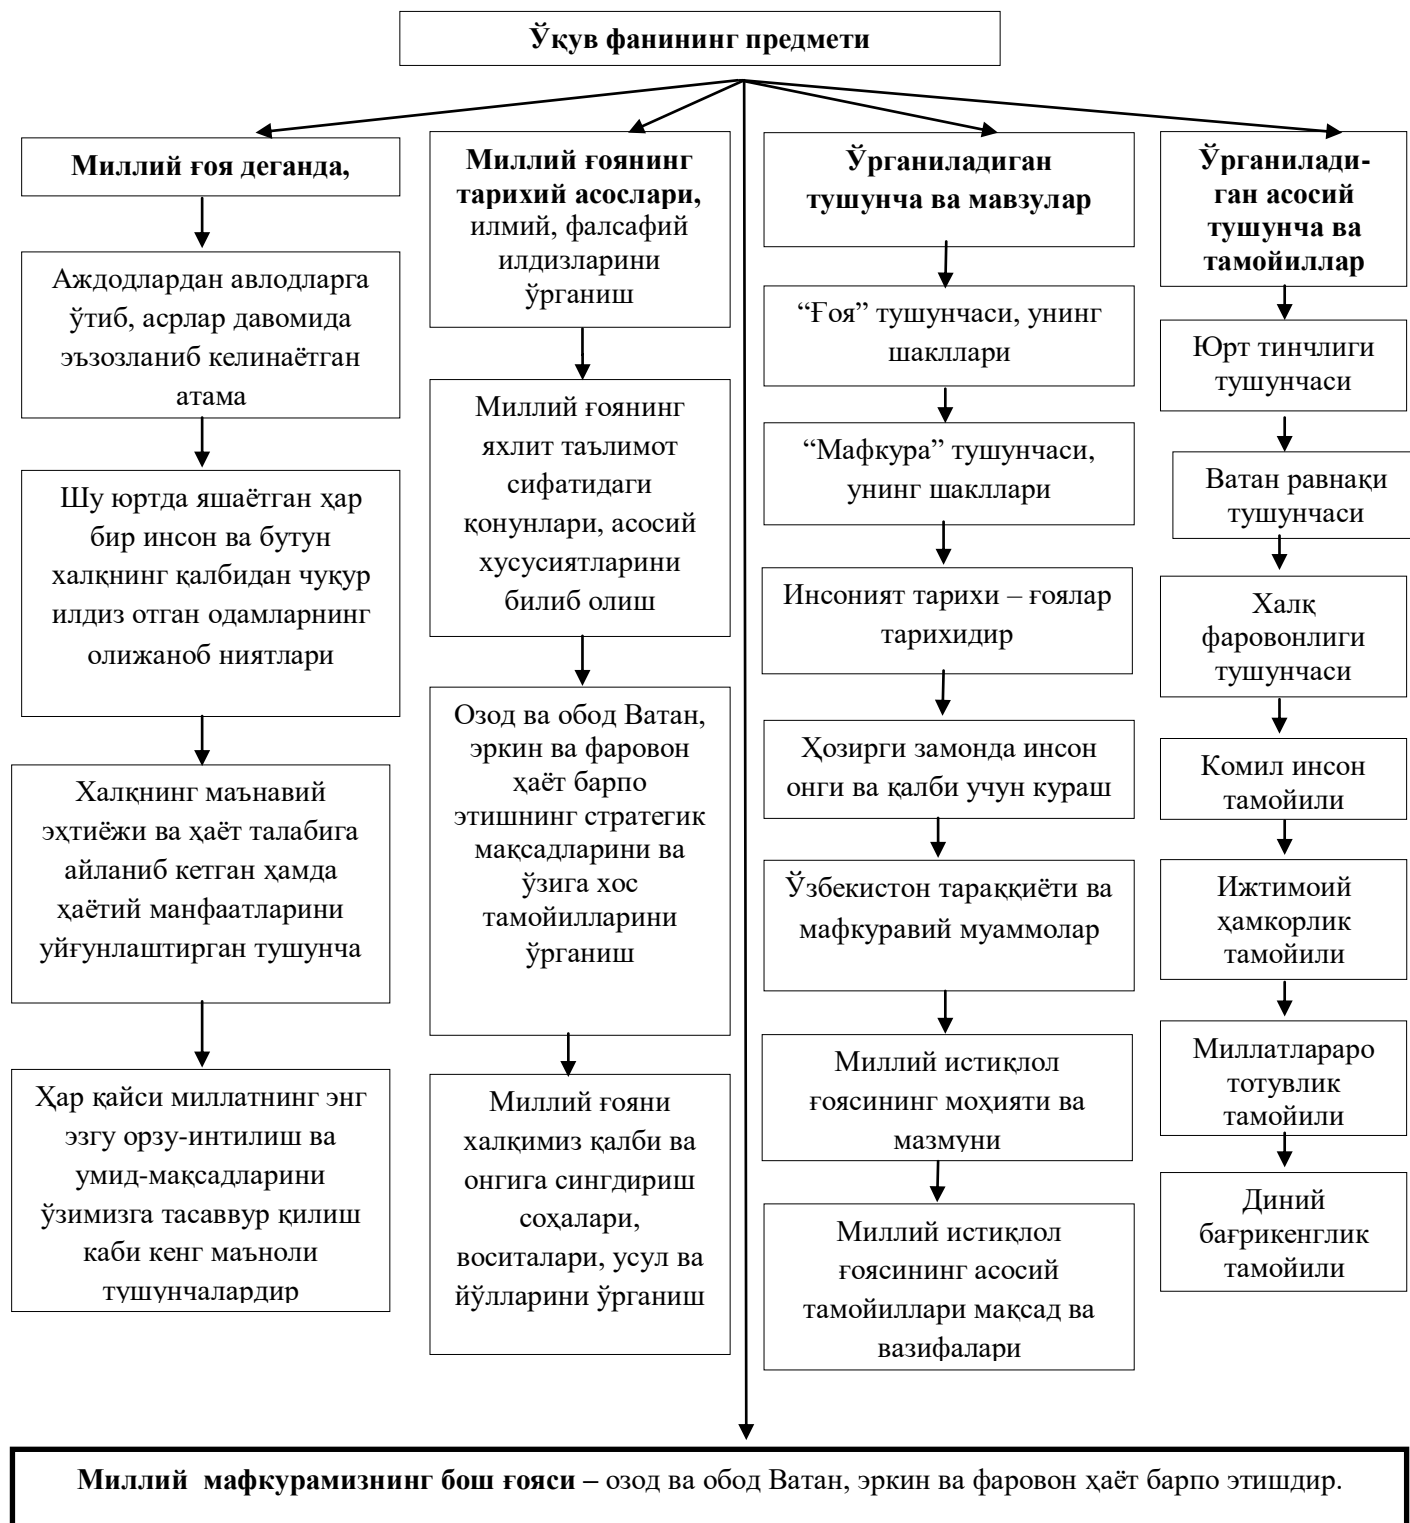 Ўқув фанининг предмети
Миллий ғоя деганда,
Аждодлардан авлодларга
ўтиб, асрлар давомида
эъзозланиб келинаётган
атама
Шу юртда яшаётган ҳар
бир инсон ва бутун
халқнинг қалбидан чуқур
илдиз отган одамларнинг
олижаноб ниятлари
Халқнинг маънавий
эҳтиёжи ва ҳаёт талабига
айланиб кетган ҳамда
ҳаётий манфаатларини
уйғунлаштирган тушунча
Ҳар қайси миллатнинг энг
эзгу орзу-интилиш ва
умид-мақсадларини
ўзимизга тасаввур қилиш
каби кенг маъноли
тушунчалардир
Миллий ғоянинг
тарихий асослари,
илмий, фалсафий
илдизларини
ўрганиш
Миллий ғоянинг
яхлит таълимот
сифатидаги
қонунлари, асосий
хусусиятларини
билиб олиш
Озод ва обод Ватан,
эркин ва фаровон
ҳаёт барпо
этишнинг стратегик
мақсадларини ва
ўзига хос
тамойилларини
ўрганиш
Миллий ғояни
халқимиз қалби ва
онгига сингдириш
соҳалари,
воситалари, усул ва
йўлларини ўрганиш
Ўрганиладиган
тушунча ва мавзулар
“Ғоя” тушунчаси, унинг
шакллари
“Мафкура” тушунчаси,
унинг шакллари
Инсоният тарихи – ғоялар
тарихидир
Ҳозирги замонда инсон
онги ва қалби учун кураш
Ўзбекистон тараққиёти ва
мафкуравий муаммолар
Миллий истиқлол
ғоясининг моҳияти ва
мазмуни
Миллий истиқлол
ғоясининг асосий
тамойиллари мақсад ва
вазифалари
Ўрганилади-
ган асосий
тушунча ва
тамойиллар
Юрт тинчлиги
тушунчаси
Ватан равнақи
тушунчаси
Халқ
фаровонлиги
тушунчаси
Комил инсон
тамойили
Ижтимоий
ҳамкорлик
тамойили
Миллатлараро
тотувлик
тамойили
Диний
бағрикенглик
тамойили
Миллий мафкурамизнинг бош ғояси – озод ва обод Ватан, эркин ва фаровон ҳаёт барпо этишдир.